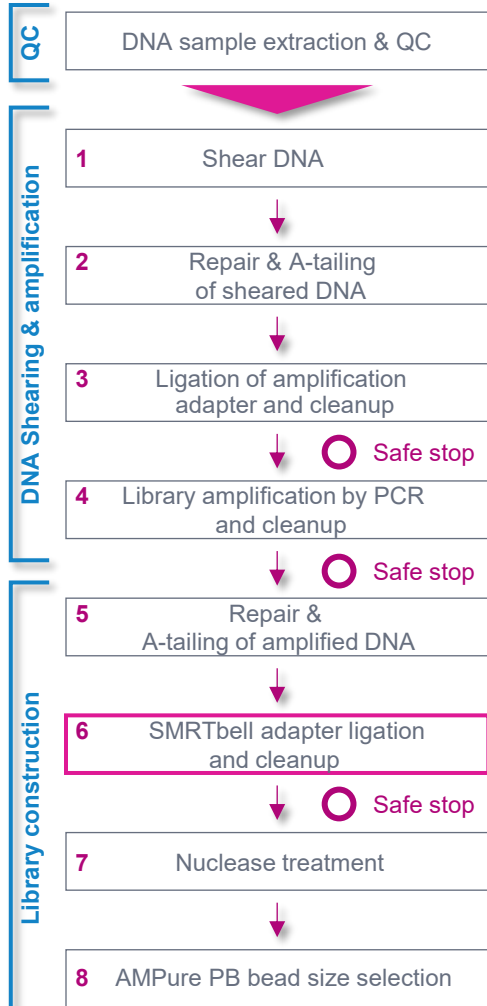 QC
DNA sample extraction & QC
DNA Shearing & amplification
1 Shear DNA
2 Repair & A-tailing
of sheared DNA
3 Ligation of amplification
adapter and cleanup
Safe stop
4 Library amplification by PCR
and cleanup
Safe stop
Library construction
5 Repair &
A-tailing of amplified DNA
6 SMRTbell adapter ligation
and cleanup
Safe stop
7 Nuclease treatment
8 AMPure PB bead size selection